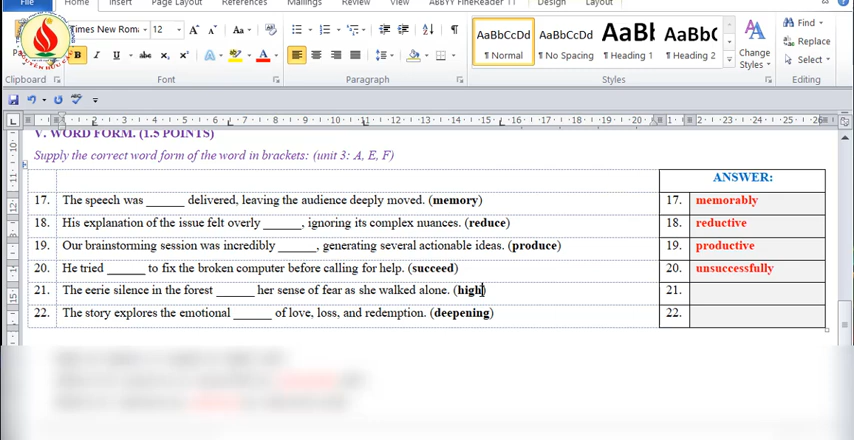 File Home Insert Page Layout References Mailings Review View ABBYY FineReader 11 Design Layout
Times New Rom 12 Aa
AaBbCcDd AaBbCcDd AaBbC AaBbC
¶ Normal ¶ No Spacing Heading 1 Heading 2
Change Styles
Find
Replace
Select
Clipboard Font Paragraph Styles Editing
V. WORD FORM. (1.5 POINTS)
Supply the correct word form of the word in brackets: (unit 3: A, E, F)
ANSWER:
17. The speech was ______ delivered, leaving the audience deeply moved. (memory) 17. memorably
18. His explanation of the issue felt overly ______, ignoring its complex nuances. (reduce) 18. reductive
19. Our brainstorming session was incredibly ______, generating several actionable ideas. (produce) 19. productive
20. He tried ______ to fix the broken computer before calling for help. (succeed) 20. unsuccessfully
21. The eerie silence in the forest ______ her sense of fear as she walked alone. (high) 21.
22. The story explores the emotional ______ of love, loss, and redemption. (deepening) 22.